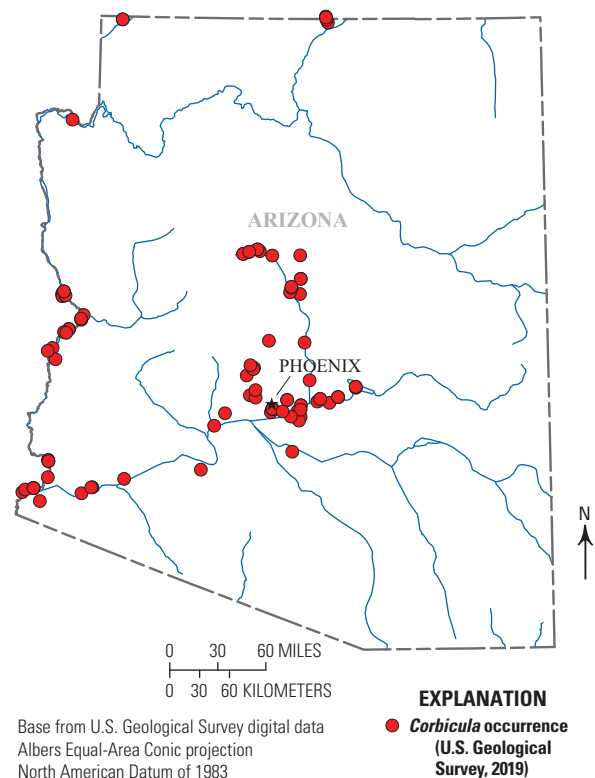 ARIZONA
PHOENIX
N
0 30 60 MILES
0 30 60 KILOMETERS
Base from U.S. Geological Survey digital data
Albers Equal-Area Conic projection
North American Datum of 1983
EXPLANATION
Corbicula occurrence
(U.S. Geological
Survey, 2019)